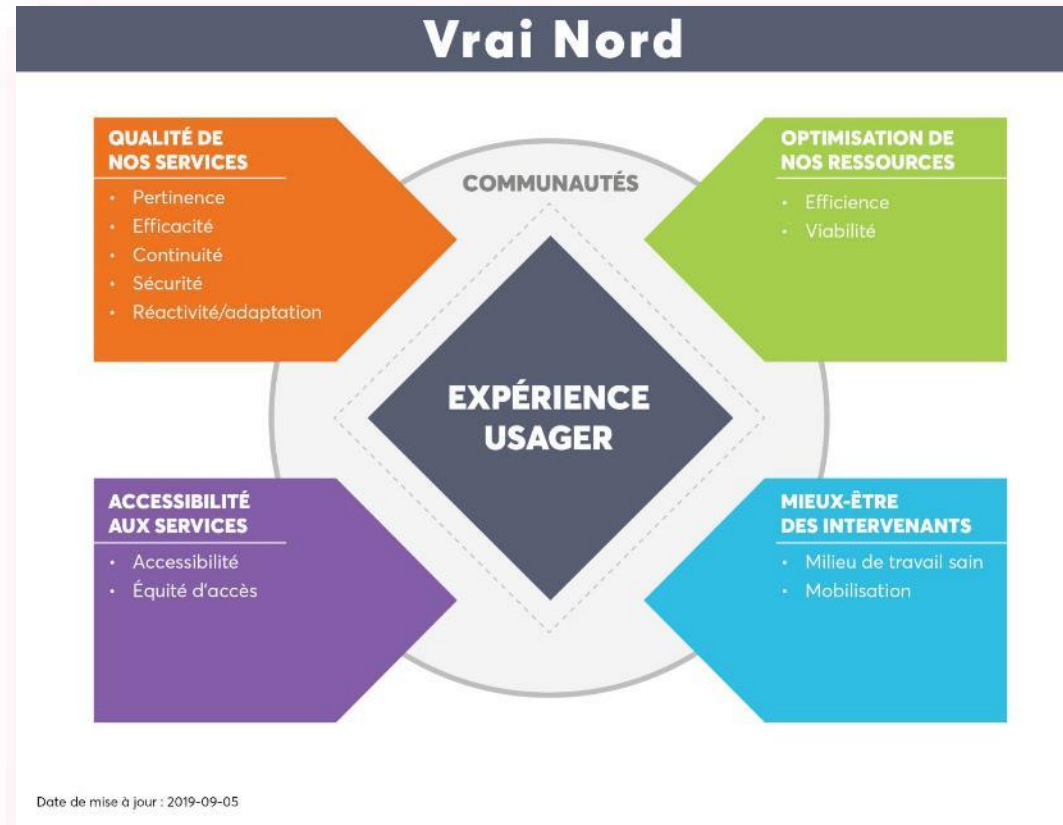 Vrai Nord
QUALITÉ DE
NOS SERVICES
• Pertinence
• Efficacité
• Continuité
• Sécurité
• Réactivité/adaptation
COMMUNAUTÉS
OPTIMISATION DE
NOS RESSOURCES
• Efficience
• Viabilité
EXPÉRIENCE
USAGER
ACCESSIBILITÉ
AUX SERVICES
• Accessibilité
• Équité d'accès
MIEUX-ÊTRE
DES INTERVENANTS
• Milieu de travail sain
• Mobilisation
Date de mise à jour : 2019-09-05